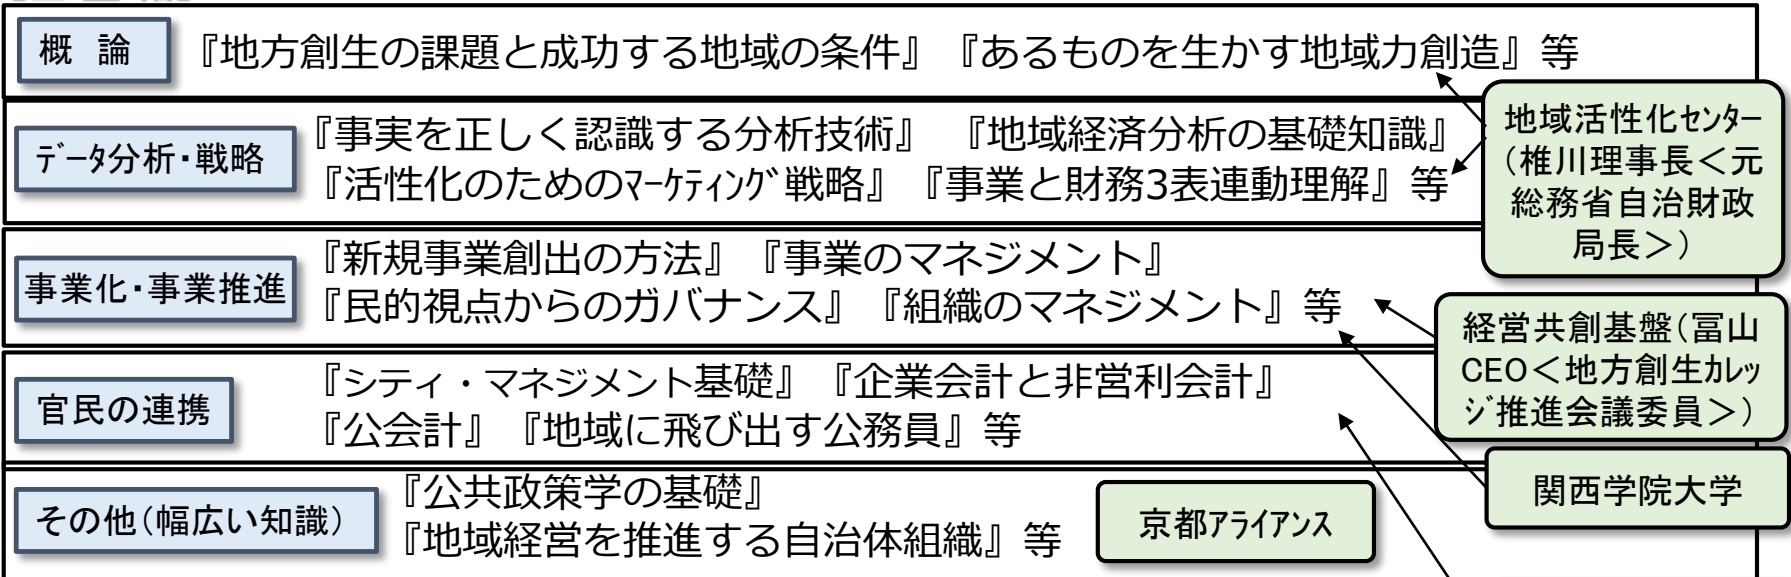 概 論
『地方創生の課題と成功する地域の条件』『あるものを生かす地域力創造』等
ﾃﾞｰﾀ分析・戦略
『事実を正しく認識する分析技術』 『地域経済分析の基礎知識』
『活性化のためのﾏｰｹﾃｨﾝｸﾞ戦略』『事業と財務3表連動理解』等
地域活性化ｾﾝﾀｰ
（椎川理事長＜元
総務省自治財政
局長＞）
事業化・事業推進
『新規事業創出の方法』『事業のマネジメント』
『民的視点からのガバナンス』『組織のマネジメント』等
経営共創基盤（冨山
CEO＜地方創生ｶﾚｯ
ｼﾞ推進会議委員＞）
官民の連携
『シティ・マネジメント基礎』『企業会計と非営利会計』
『公会計』『地域に飛び出す公務員』等
関西学院大学
その他（幅広い知識）
『公共政策学の基礎』
『地域経営を推進する自治体組織』等
京都ｱﾗｲｱﾝｽ